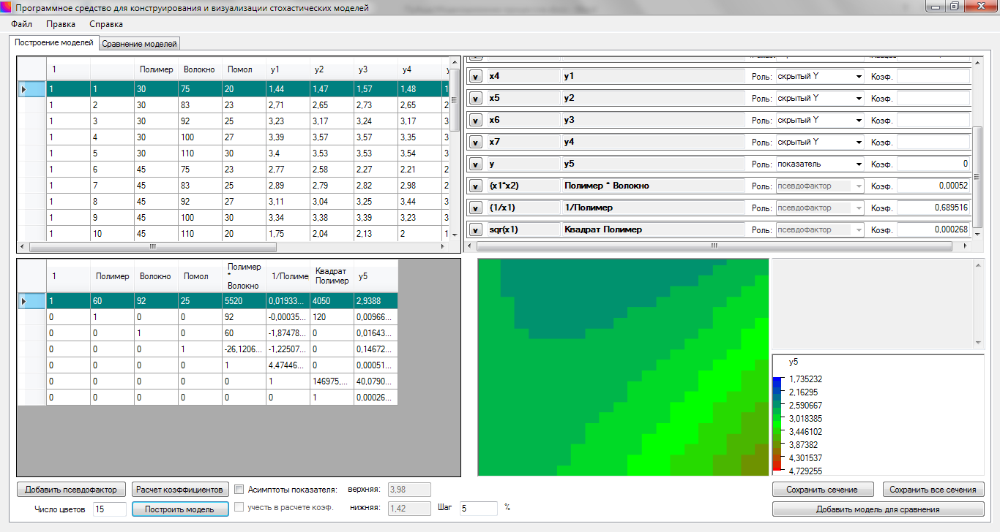 Программное средство для конструирования и визуализации стохастических моделей
Файл Правка Справка
Построение моделей Сравнение моделей
1 Полимер Волокно Помол y1 y2 y3 y4
1 1 30 75 20 1,44 1,47 1,57 1,48 1
1 2 30 83 23 2,71 2,65 2,73 2,65 2
1 3 30 92 25 3,23 3,17 3,24 3,17 3
1 4 30 100 27 3,39 3,57 3,57 3,35 3
1 5 30 110 30 3,4 3,53 3,53 3,54 3
1 6 45 75 23 2,77 2,58 2,27 2,21 2
1 7 45 83 25 2,89 2,79 2,82 2,98 2
1 8 45 92 27 3,11 3,04 3,25 3,44 3
1 9 45 100 30 3,34 3,38 3,39 3,23 3
1 10 45 110 20 1,75 2,04 2,13 2 1
v x4 y1 Роль: скрытый Y Коэф.
v x5 y2 Роль: скрытый Y Коэф.
v x6 y3 Роль: скрытый Y Коэф.
v x7 y4 Роль: скрытый Y Коэф.
v y y5 Роль: показатель Коэф. 0
v (x1*x2) Полимер * Волокно Роль: псевдофактор Коэф. 0,00052
v (1/x1) 1/Полимер Роль: псевдофактор Коэф. 0,689516
v sqr(x1) Квадрат Полимер Роль: псевдофактор Коэф. 0,000268
1 Полимер Волокно Помол Полимер * Волокно 1/Полиме Квадрат Полимер y5
1 60 92 25 5520 0,01933... 4050 2,9388
0 1 0 0 92 -0,00035... 120 0,00966...
0 0 1 0 60 -1,87478... 0 0,01643...
0 0 0 1 -26,1206... -1,22507... 0 0,14672...
0 0 0 0 1 4,47446... 0 0,00051...
0 0 0 0 0 1 146975,... 40,0790...
0 0 0 0 0 0 1 0,00026...
y5
1,735232
2,16295
2,590667
3,018385
3,446102
3,87382
4,301537
4,729255
Добавить псевдофактор Расчет коэффициентов Асимптоты показателя: верхняя: 3,98
Сохранить сечение Сохранить все сечения
Число цветов 15 Построить модель учесть в расчете коэф. нижняя: 1,42 Шаг 5 %
Добавить модель для сравнения